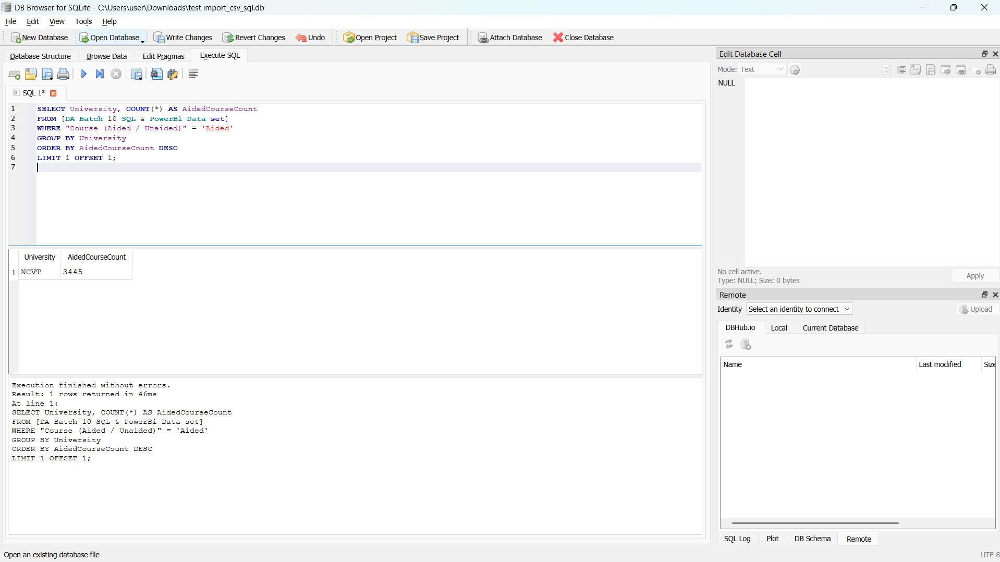 DB Browser for SQLite - C:\Users\user\Downloads\test import_csv_sql.db
File Edit View Tools Help
New Database Open Database Write Changes Revert Changes Undo Open Project Save Project Attach Database Close Database
Database Structure Browse Data Edit Pragmas Execute SQL
SQL 1*
1 SELECT University, COUNT(*) AS AidedCourseCount
2 FROM [DA Batch 10 SQL & PowerBi Data set]
3 WHERE "Course (Aided / Unaided)" = 'Aided'
4 GROUP BY University
5 ORDER BY AidedCourseCount DESC
6 LIMIT 1 OFFSET 1;
7
University AidedCourseCount
1 NCVT 3445
Execution finished without errors.
Result: 1 rows returned in 46ms
At line 1:
SELECT University, COUNT(*) AS AidedCourseCount
FROM [DA Batch 10 SQL & PowerBi Data set]
WHERE "Course (Aided / Unaided)" = 'Aided'
GROUP BY University
ORDER BY AidedCourseCount DESC
LIMIT 1 OFFSET 1;
Edit Database Cell
Mode: Text
NULL
No cell active.
Type: NULL; Size: 0 bytes
Apply
Remote
Identity Select an identity to connect Upload
DBHub.io Local Current Database
Name Last modified Size
SQL Log Plot DB Schema Remote
Open an existing database file
UTF-8